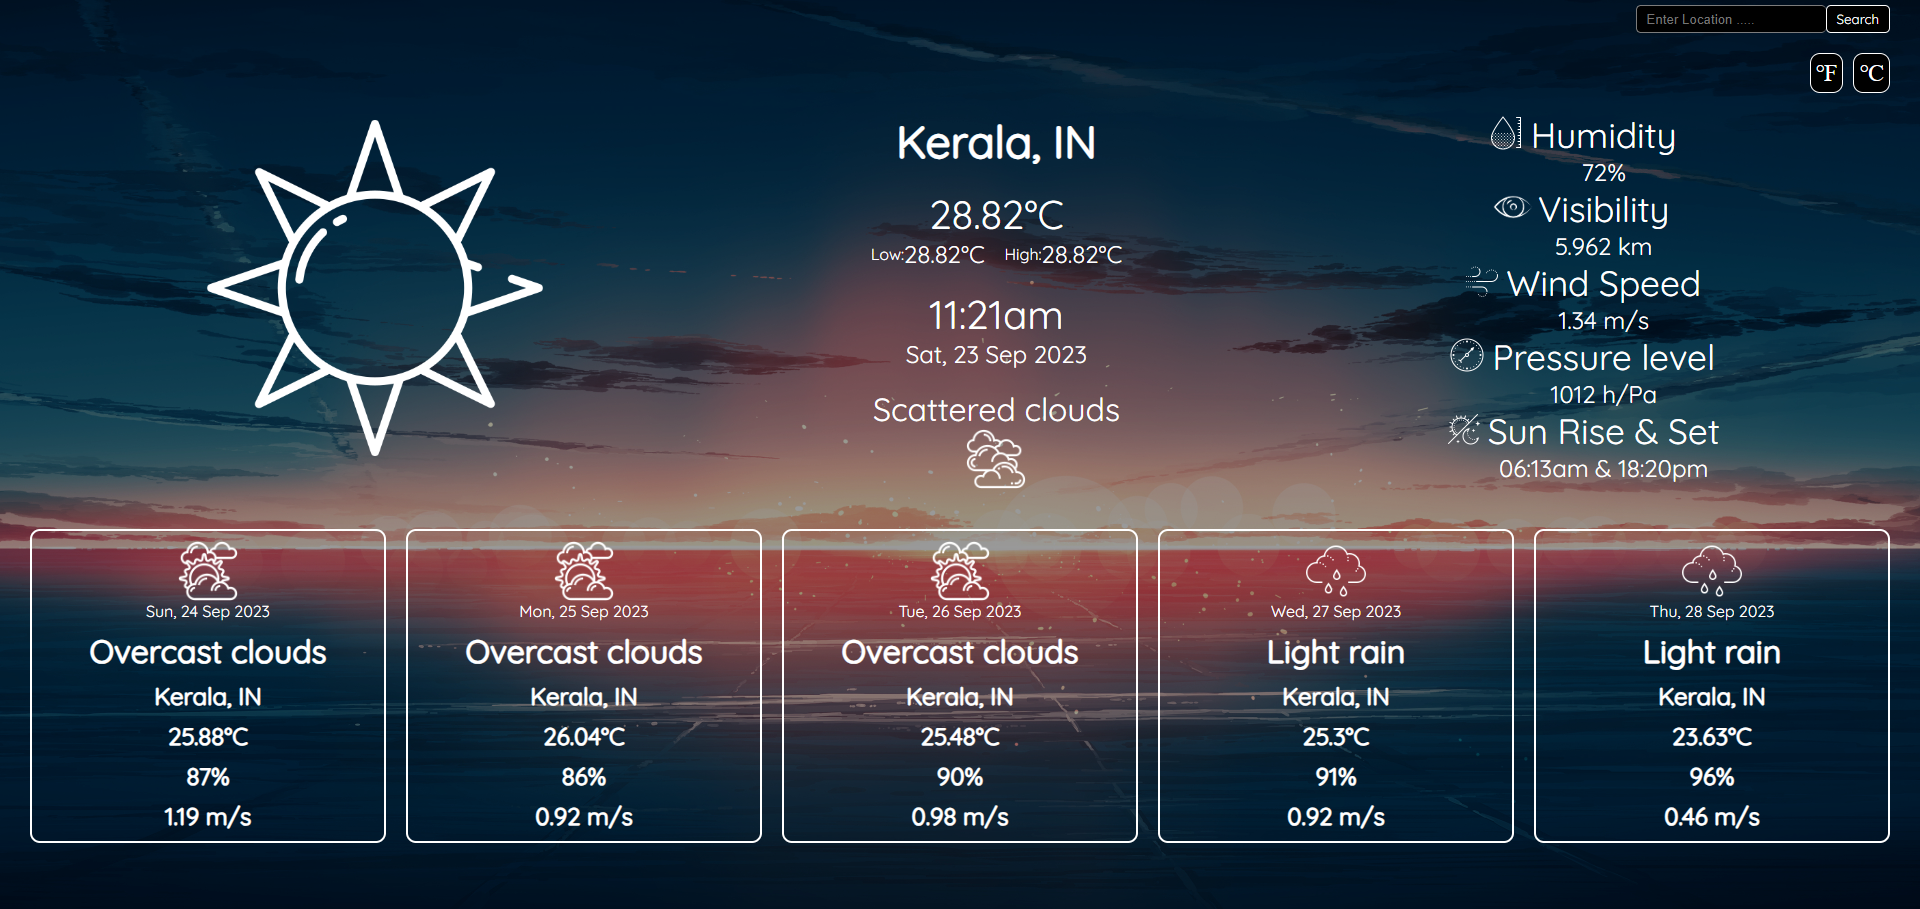 Enter Location .....
Search
°F
°C
Kerala, IN
28.82°C
Low:28.82°C High:28.82°C
11:21am
Sat, 23 Sep 2023
Scattered clouds
Humidity
72%
Visibility
5.962 km
Wind Speed
1.34 m/s
Pressure level
1012 h/Pa
Sun Rise & Set
06:13am & 18:20pm
Sun, 24 Sep 2023
Overcast clouds
Kerala, IN
25.88°C
87%
1.19 m/s
Mon, 25 Sep 2023
Overcast clouds
Kerala, IN
26.04°C
86%
0.92 m/s
Tue, 26 Sep 2023
Overcast clouds
Kerala, IN
25.48°C
90%
0.98 m/s
Wed, 27 Sep 2023
Light rain
Kerala, IN
25.3°C
91%
0.92 m/s
Thu, 28 Sep 2023
Light rain
Kerala, IN
23.63°C
96%
0.46 m/s